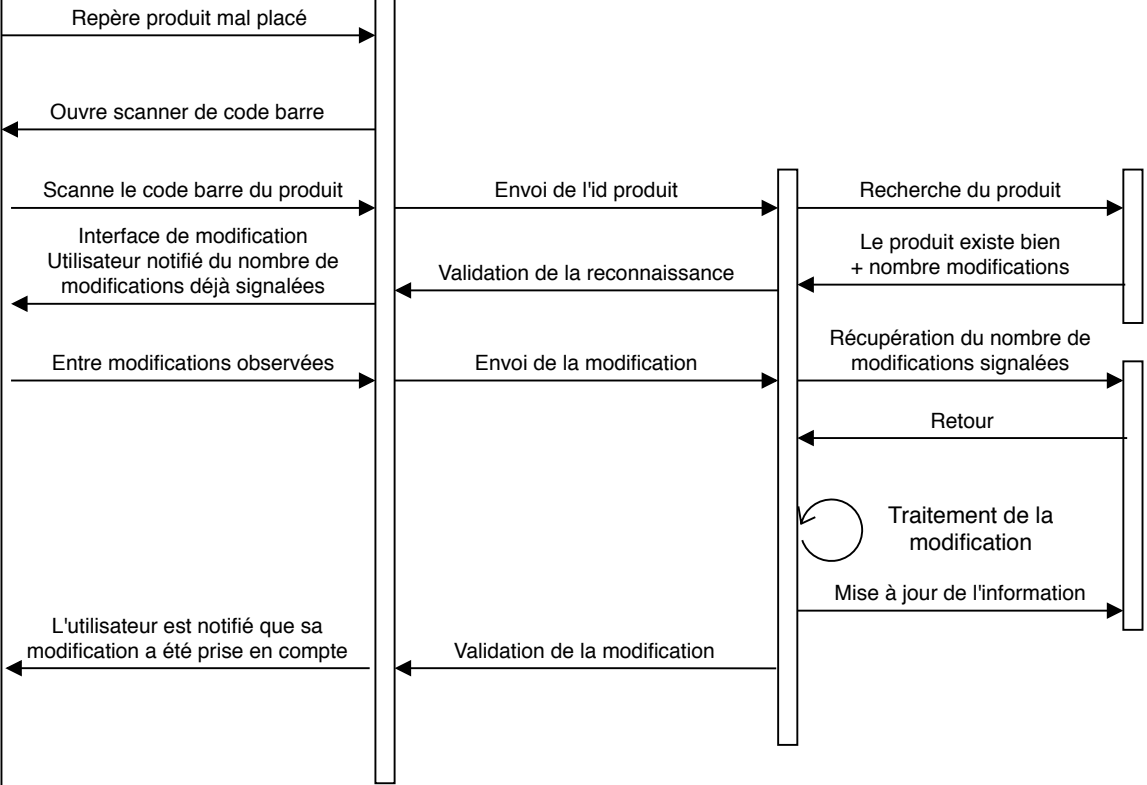 Repère produit mal placé
Ouvre scanner de code barre
Scanne le code barre du produit
Envoi de l'id produit
Recherche du produit
Interface de modification
Utilisateur notifié du nombre de
modifications déjà signalées
Validation de la reconnaissance
Le produit existe bien
+ nombre modifications
Entre modifications observées
Envoi de la modification
Récupération du nombre de
modifications signalées
Retour
Traitement de la
modification
Mise à jour de l'information
L'utilisateur est notifié que sa
modification a été prise en compte
Validation de la modification